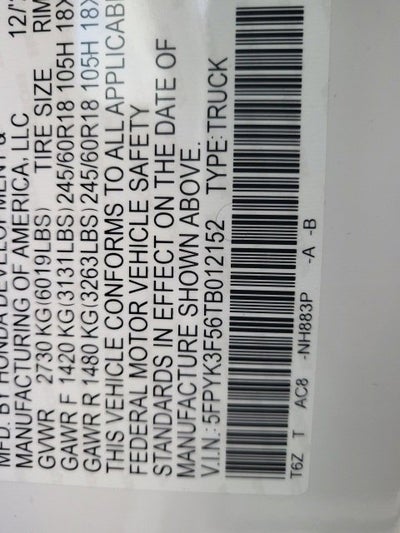 MFD. BY HONDA DEVELOPMENT & 12/
MANUFACTURING OF AMERICA, LLC
GVWR 2730 KG(6019LBS) TIRE SIZE RIM
GAWR F 1420 KG(3131LBS)245/60R18 105H 18X
GAWR R 1480 KG(3263LBS)245/60R18 105H 18X
THIS VEHICLE CONFORMS TO ALL APPLICABL
FEDERAL MOTOR VEHICLE SAFETY
STANDARDS IN EFFECT ON THE DATE OF
MANUFACTURE SHOWN ABOVE.
V.I.N.: 5FPYK3F56TB012152 TYPE:TRUCK
T6Z T AC8 -NH883P -A -B